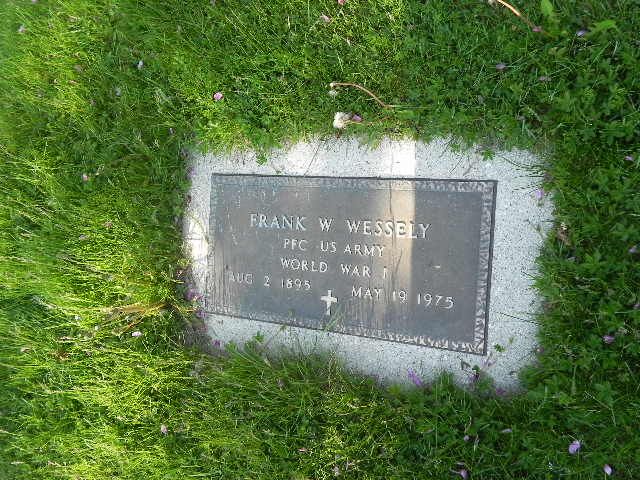 FRANK W WESSELY
PFC US ARMY
WORLD WAR I
AUG 2 1895 MAY 19 1975